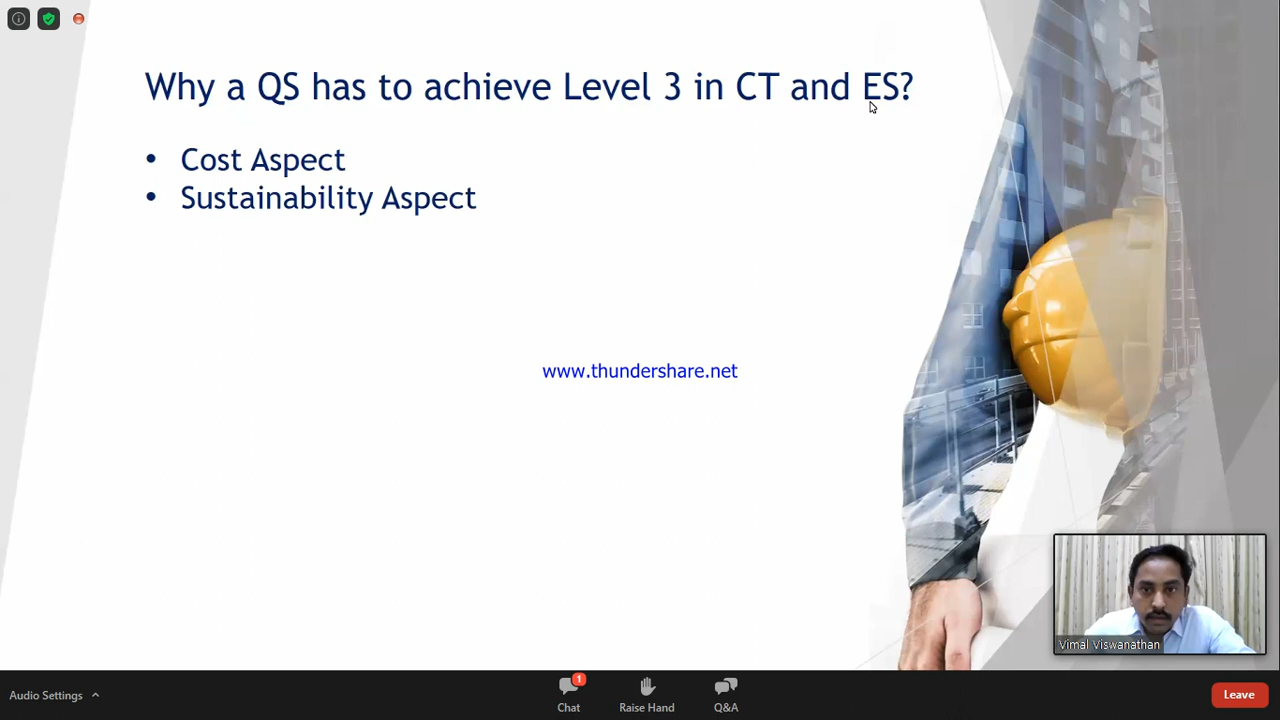 Why a QS has to achieve Level 3 in CT and ES?
• Cost Aspect
• Sustainability Aspect
www.thundershare.net
Vimal Viswanathan
Audio Settings
1
Chat
Raise Hand
Q&A
Leave